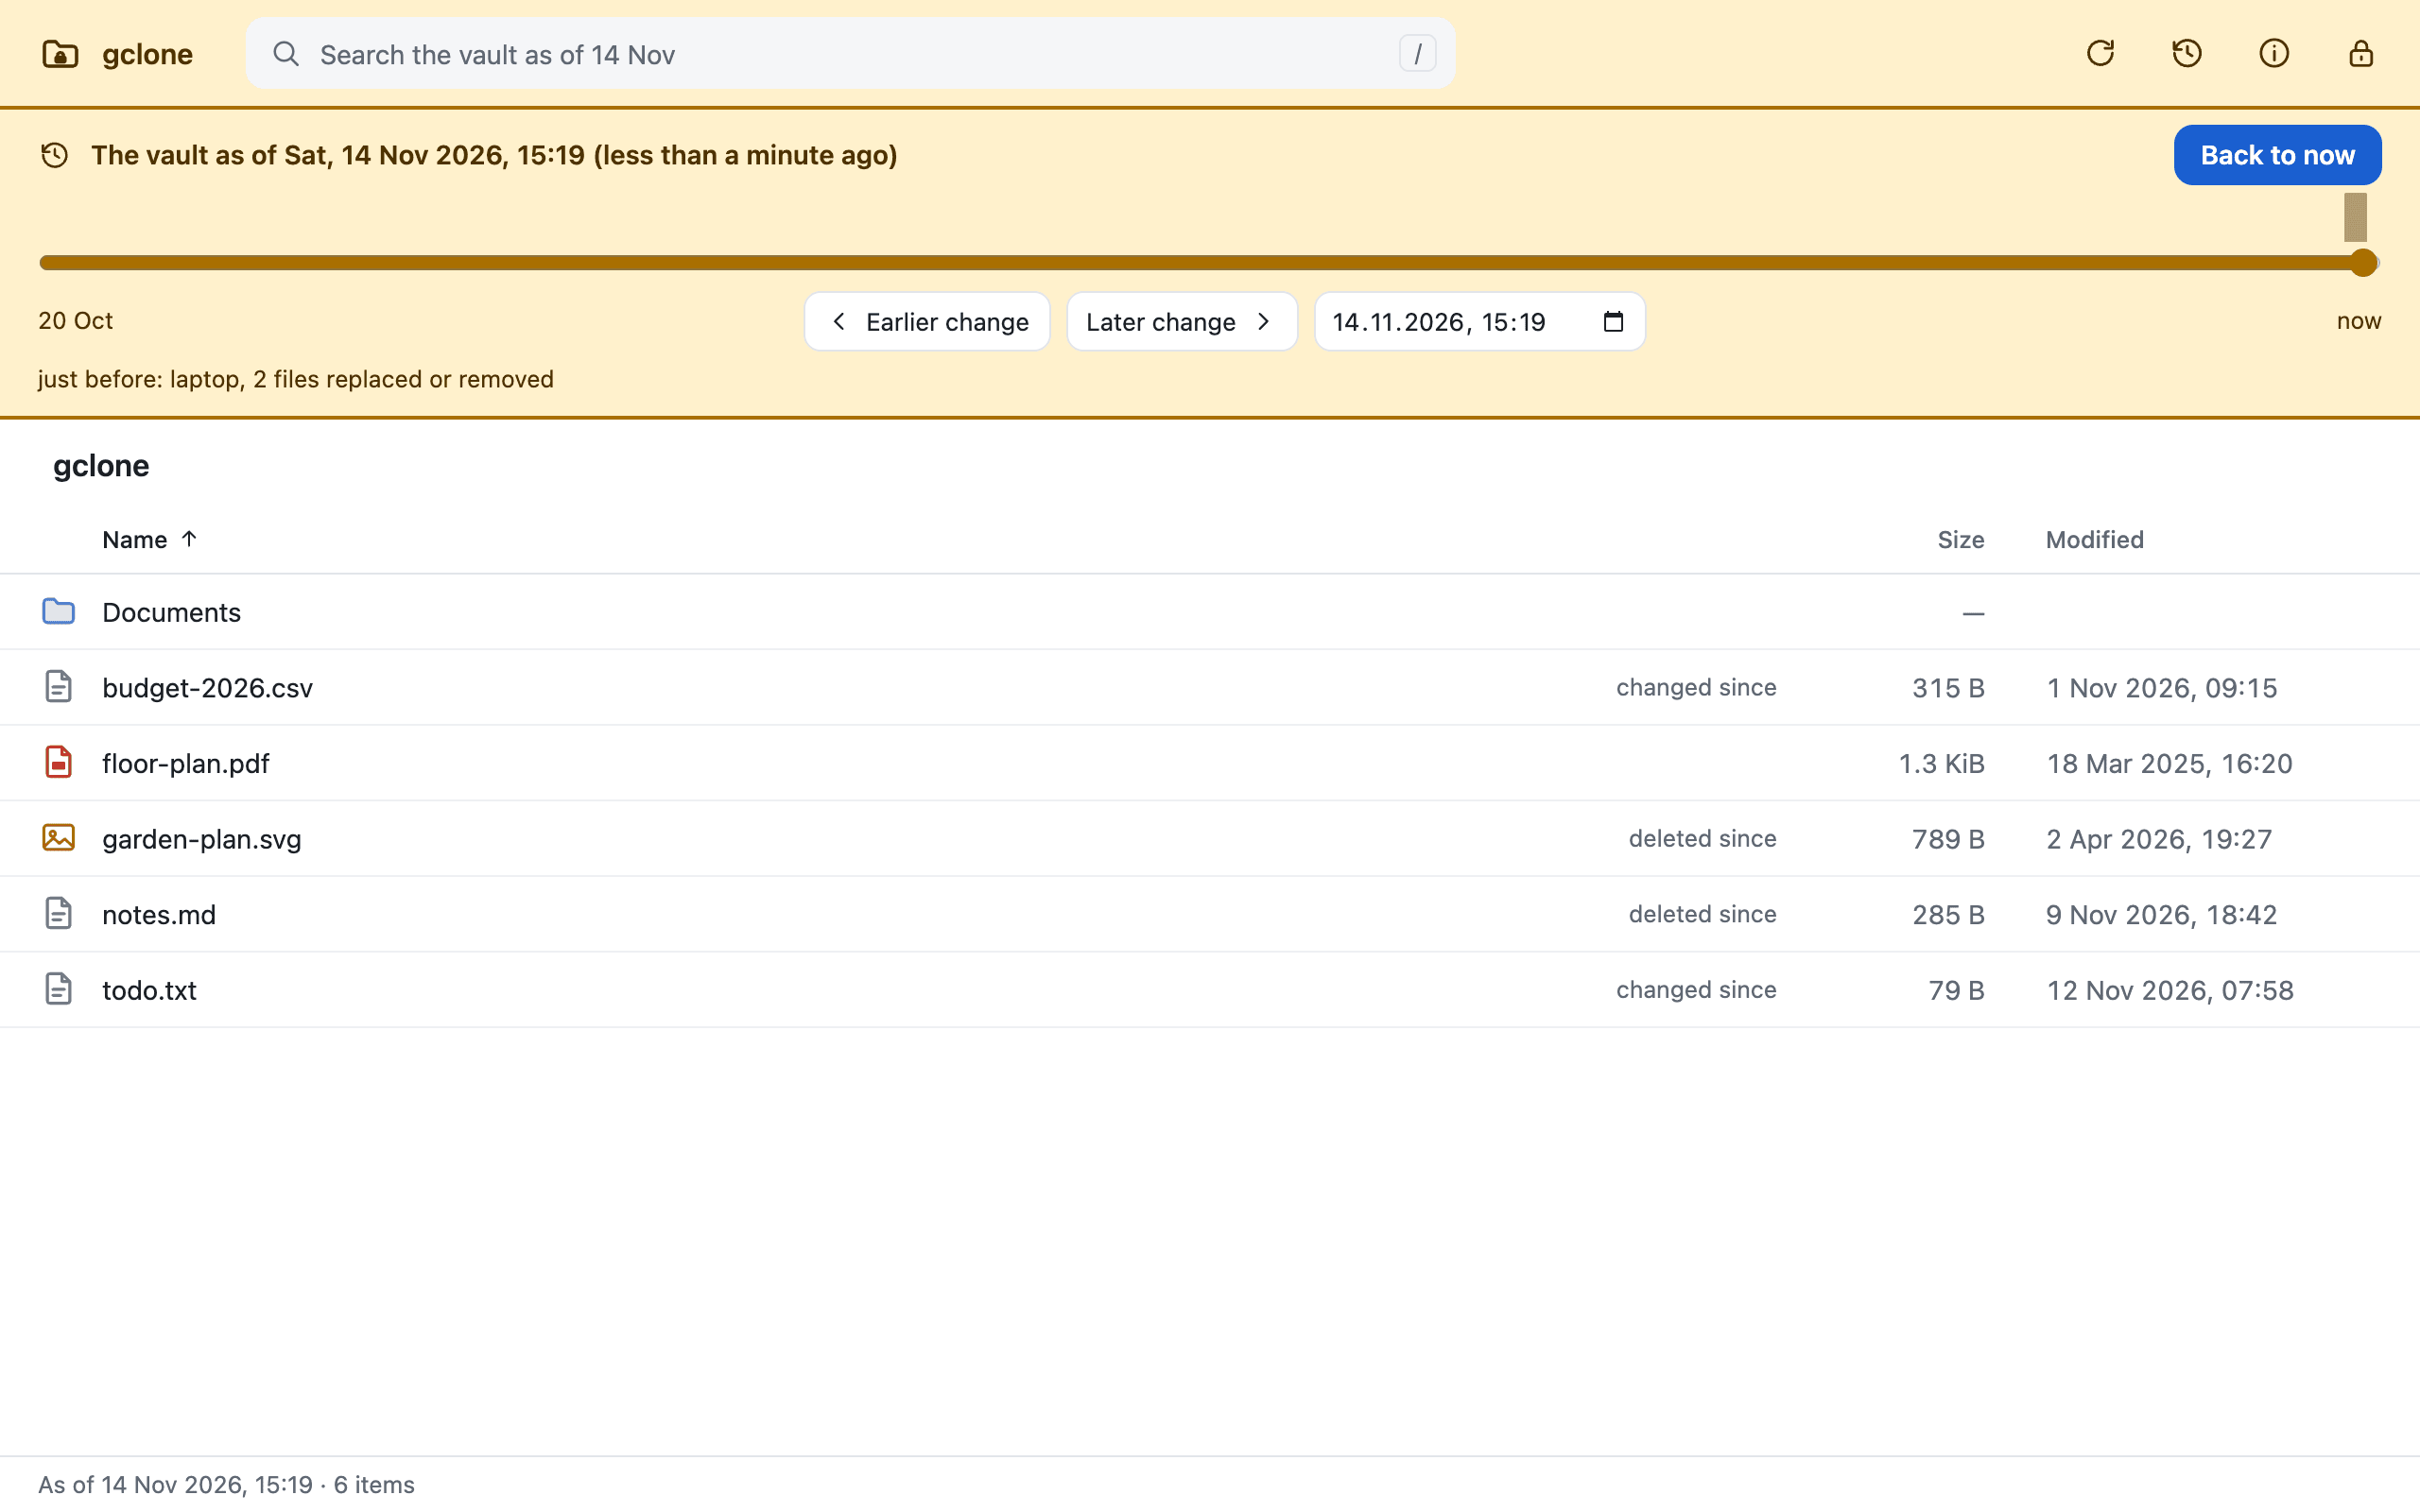 gclone
Search the vault as of 14 Nov
/
The vault as of Sat, 14 Nov 2026, 15:19 (less than a minute ago)
Back to now
20 Oct
Earlier change
Later change
14.11.2026, 15:19
now
just before: laptop, 2 files replaced or removed
gclone
Name ↑ Size Modified
Documents —
budget-2026.csv changed since 315 B 1 Nov 2026, 09:15
floor-plan.pdf 1.3 KiB 18 Mar 2025, 16:20
garden-plan.svg deleted since 789 B 2 Apr 2026, 19:27
notes.md deleted since 285 B 9 Nov 2026, 18:42
todo.txt changed since 79 B 12 Nov 2026, 07:58
As of 14 Nov 2026, 15:19 · 6 items